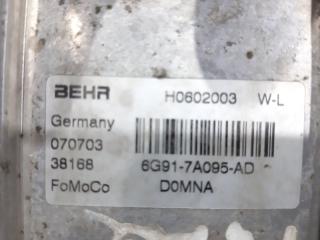 BEHR H0602003 W-L
Germany
070703
38168 6G91-7A095-AD
FoMoCo D0MNA